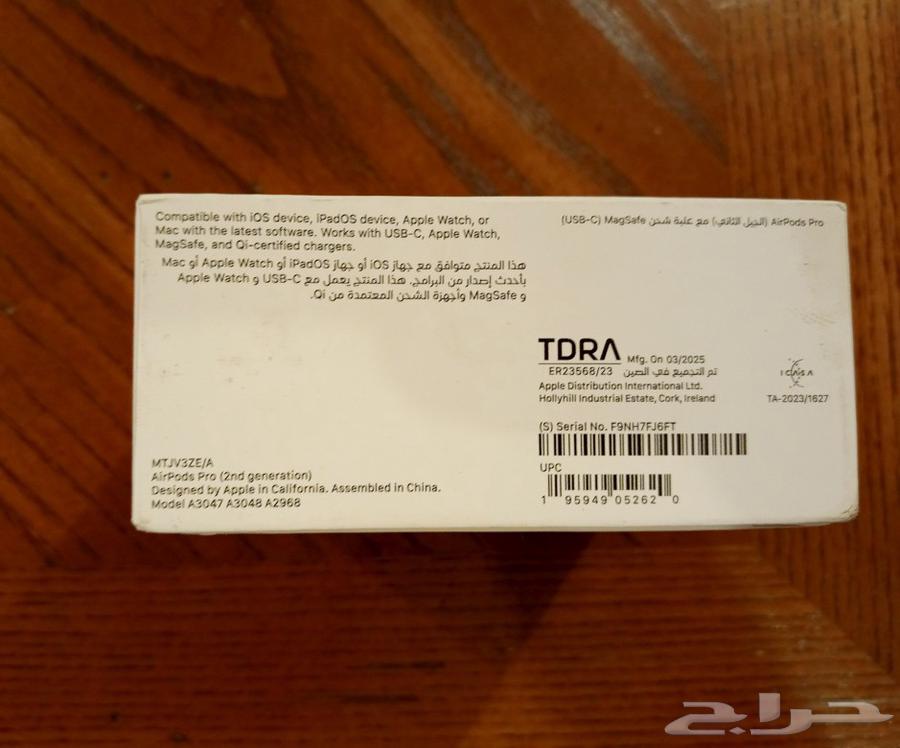 Compatible with iOS device, iPadOS device, Apple Watch, or
Mac with the latest software. Works with USB-C, Apple Watch,
MagSafe, and Qi-certified chargers.
هذا المنتج متوافق مع جهاز iOS أو جهاز iPadOS أو Apple Watch أو Mac
بأحدث إصدار من البرامج. هذا المنتج يعمل مع USB-C و Apple Watch
و MagSafe وأجهزة الشحن المعتمدة من Qi.
AirPods Pro (الجيل الثاني) مع علبة شحن MagSafe (USB-C)
TDRA
Mfg. On 03/2025
ER23568/23
تم التجميع في الصين
Apple Distribution International Ltd.
Hollyhill Industrial Estate, Cork, Ireland
ICASA
TA-2023/1627
(S) Serial No. F9NH7FJ6FT
UPC
1 95949 05262 0
MTJV3ZE/A
AirPods Pro (2nd generation)
Designed by Apple in California. Assembled in China.
Model A3047 A3048 A2968
حراج